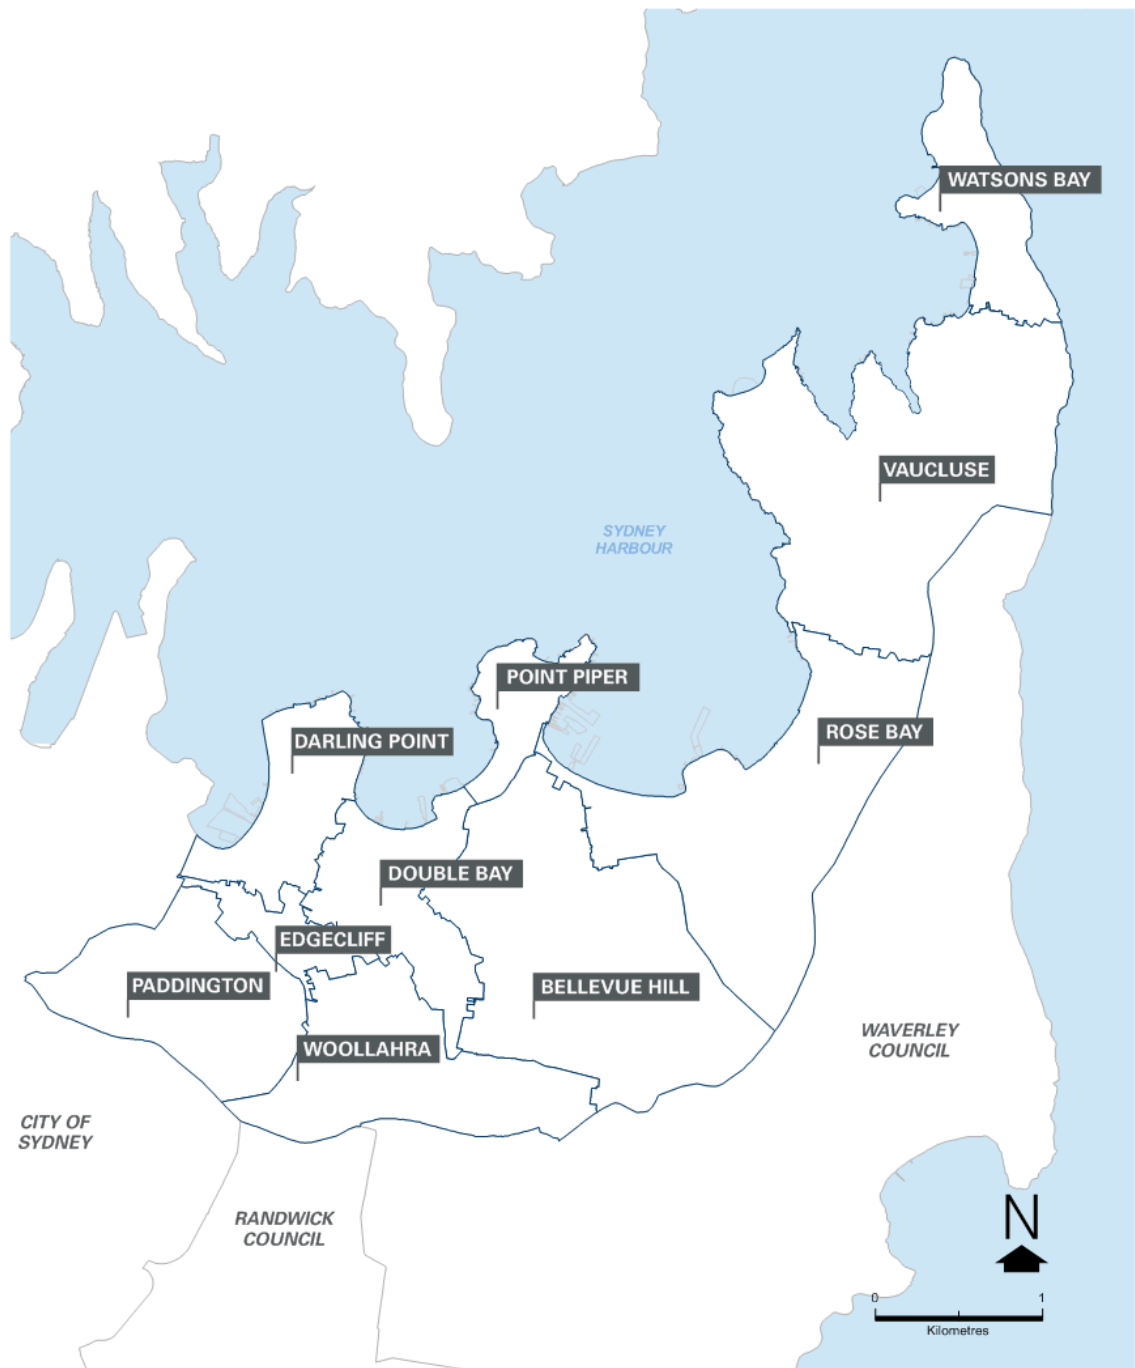 WATSONS BAY
VAUCLUSE
SYDNEY
HARBOUR
POINT PIPER
ROSE BAY
DARLING POINT
DOUBLE BAY
EDGECLIFF
PADDINGTON
BELLEVUE HILL
WOOLLAHRA
WAVERLEY
COUNCIL
CITY OF
SYDNEY
RANDWICK
COUNCIL
N
0 1
Kilometres